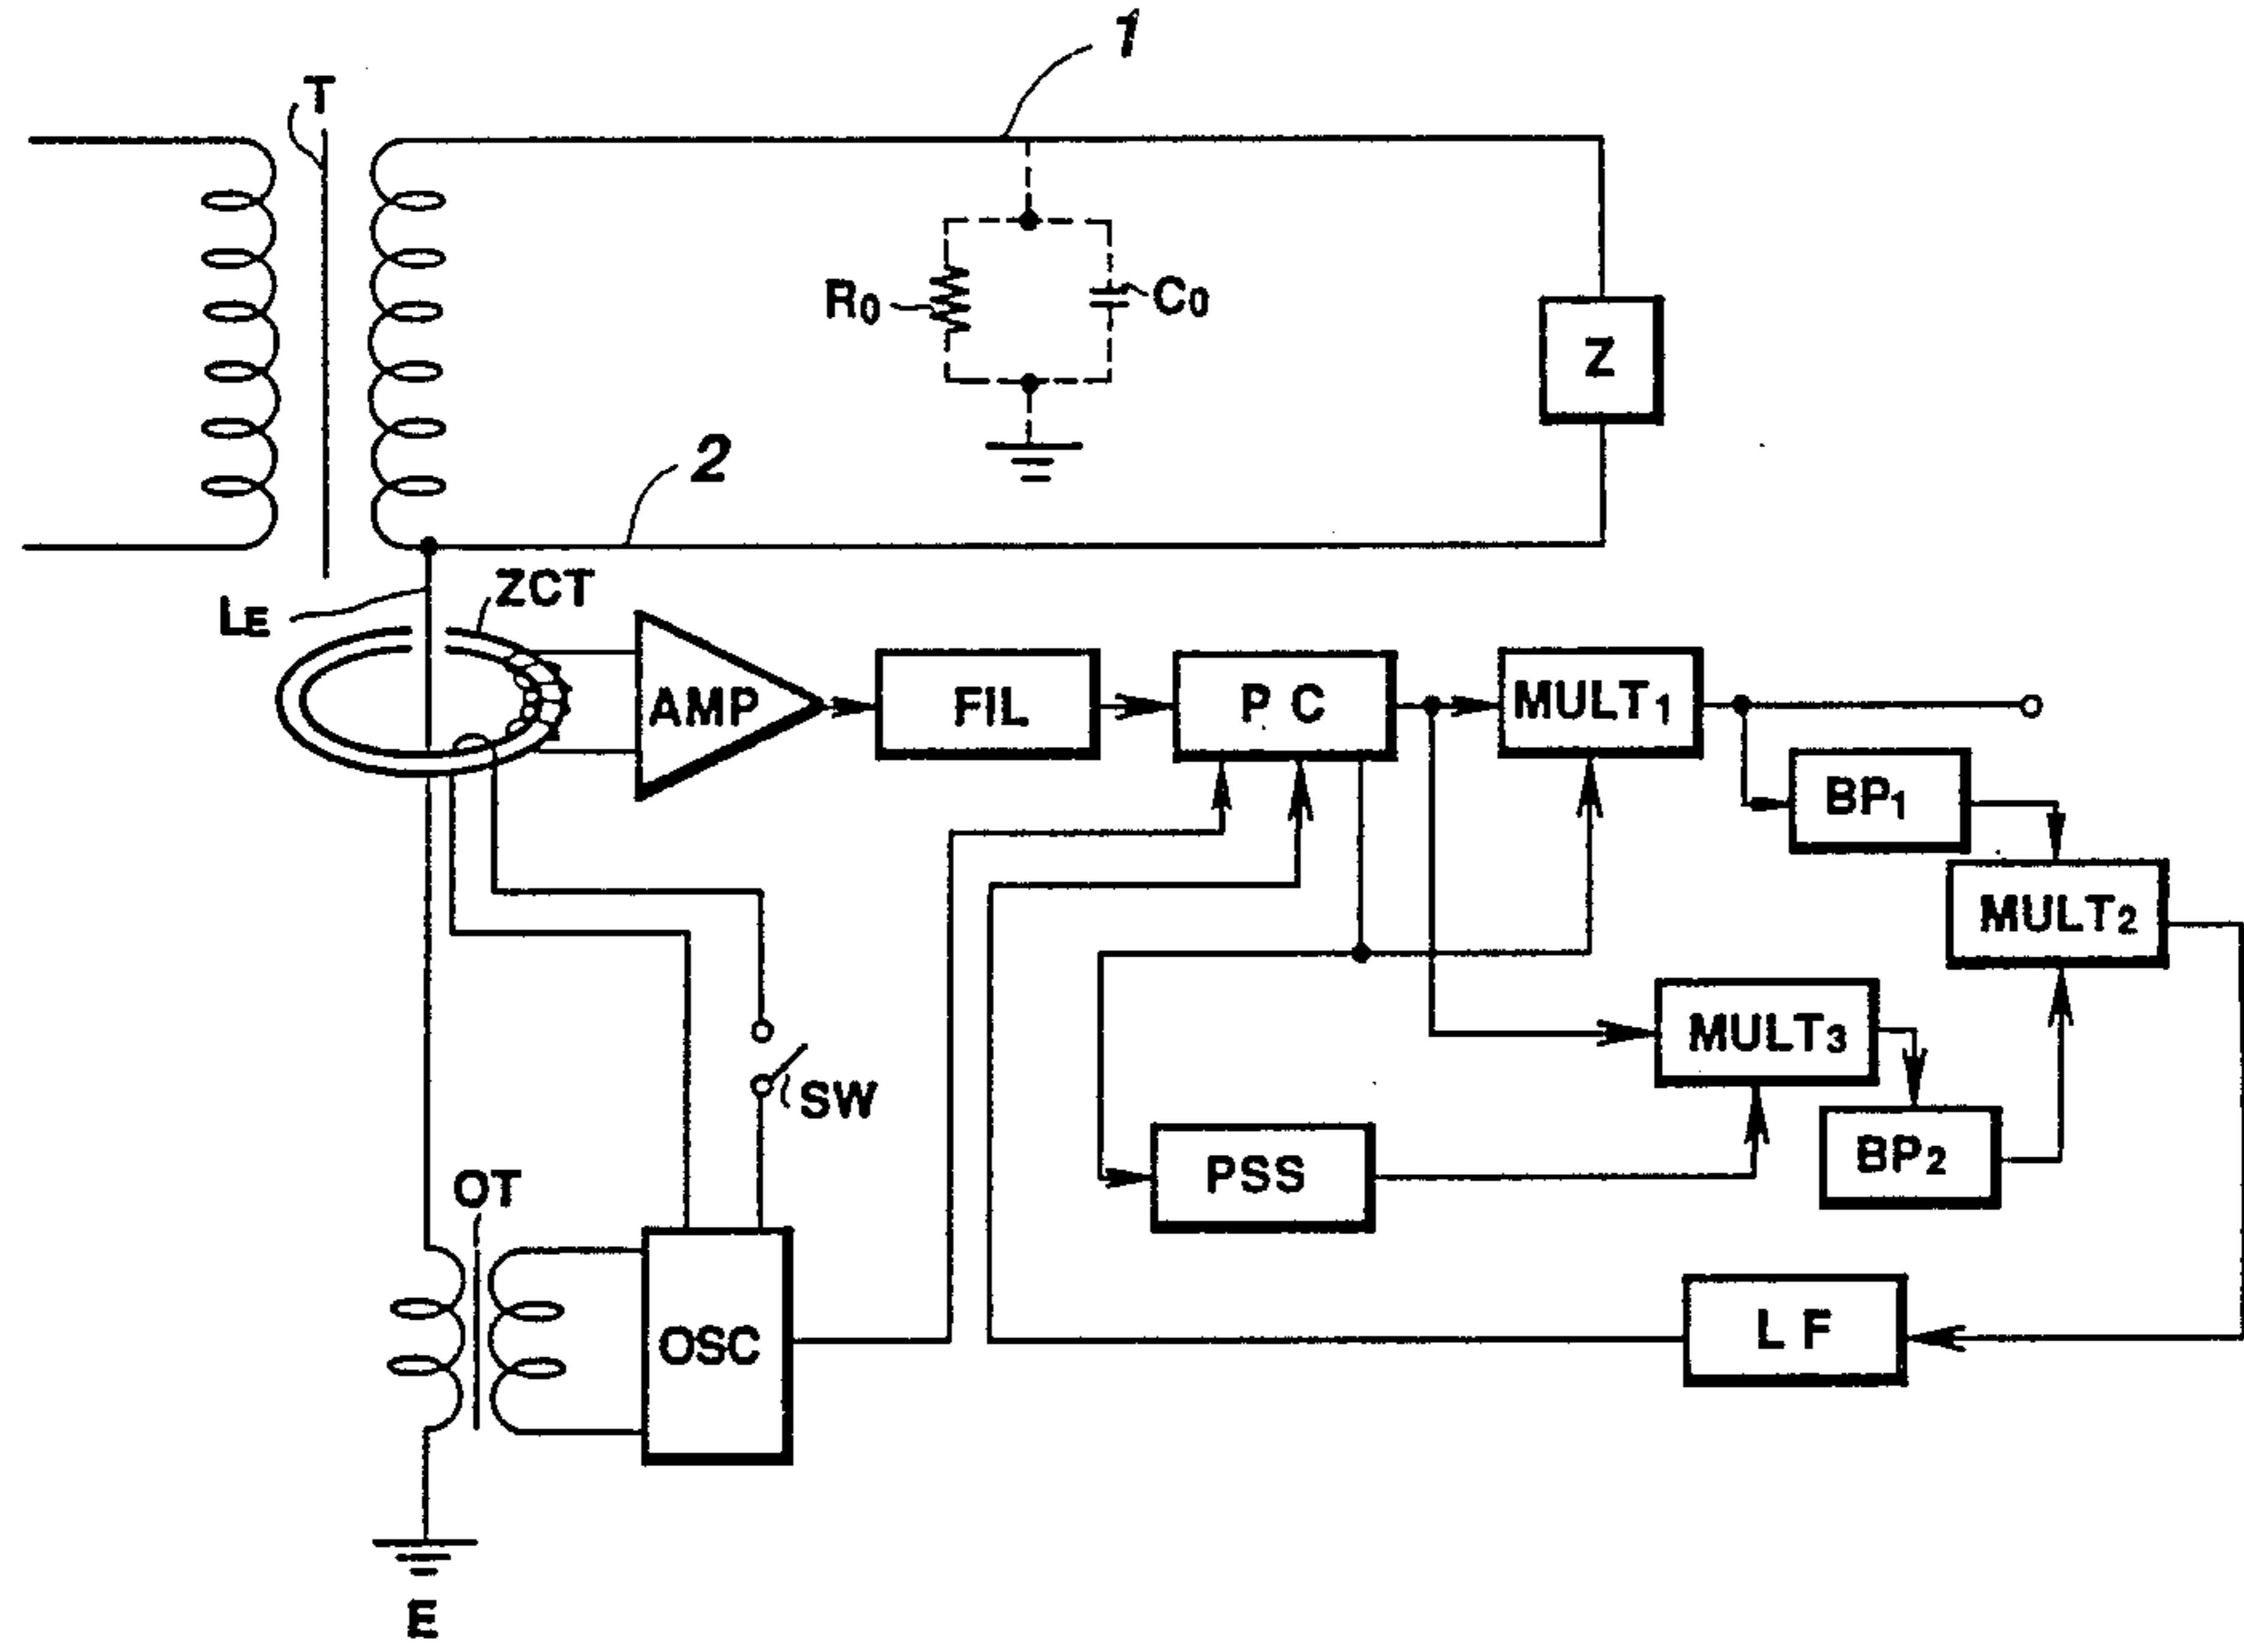 1
T
R0
C0
Z
2
ZCT
LE
AMP
FIL
P C
MULT1
BP1
MULT2
MULT3
SW
BP2
PSS
OT
OSC
L F
E